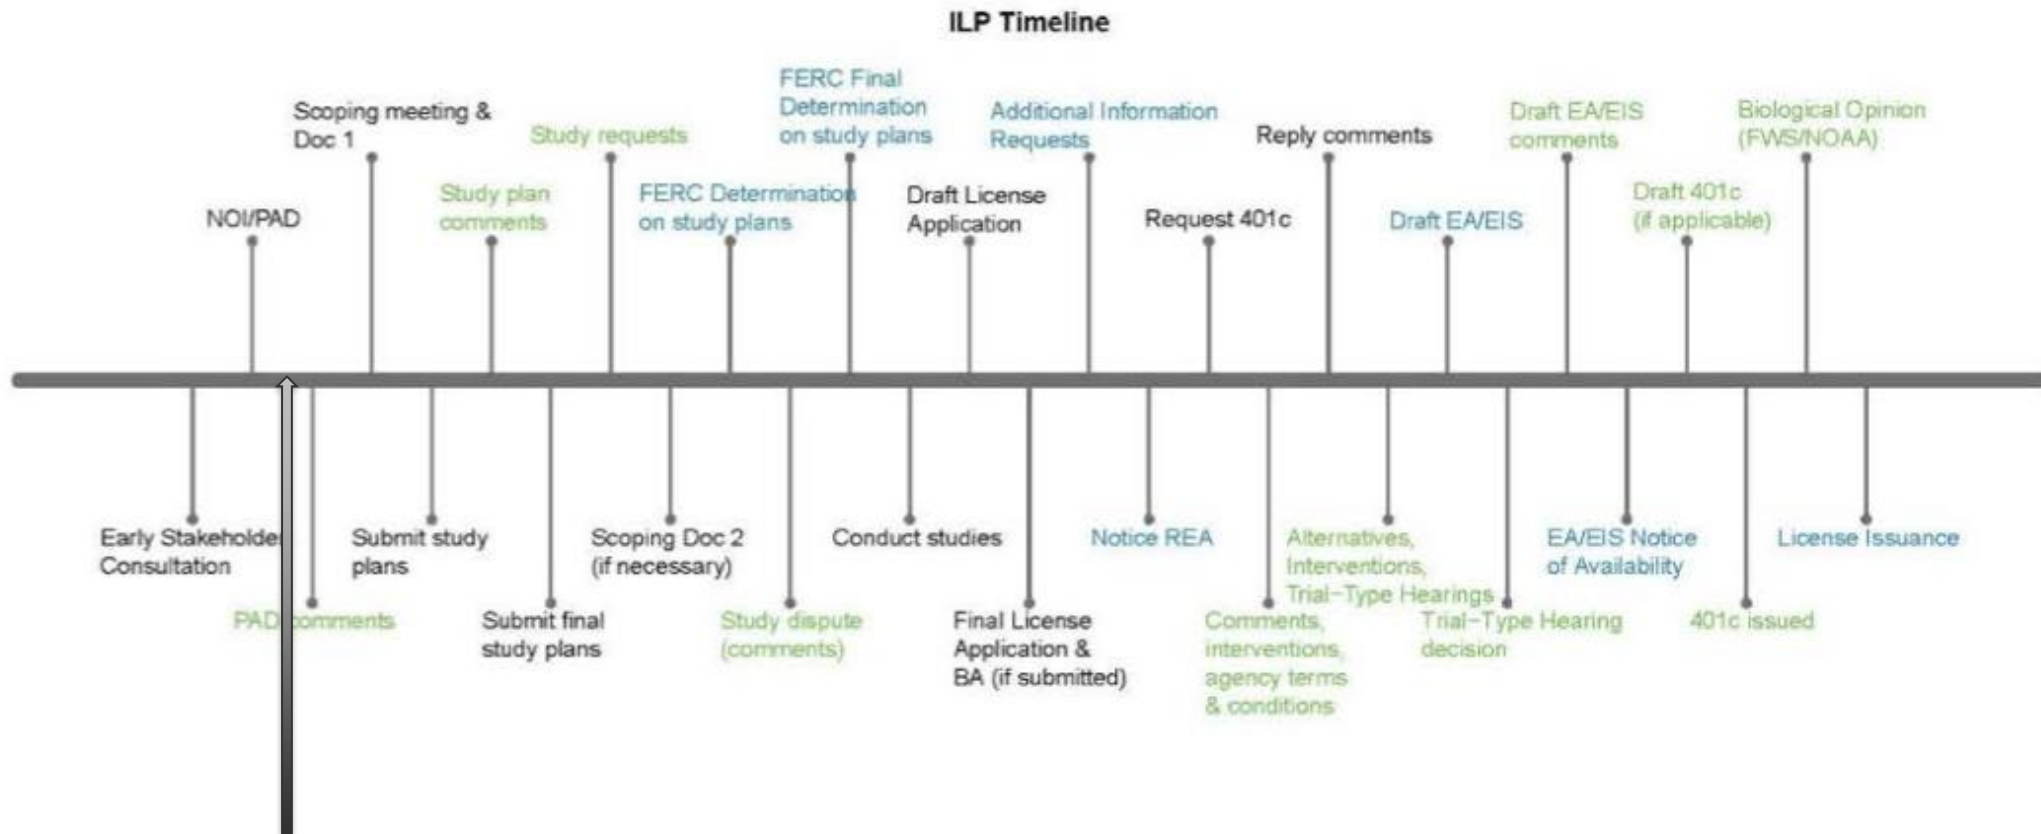 ILP Timeline
NOI/PAD
Scoping meeting &
Doc 1
Study plan
comments
Study requests
FERC Determination
on study plans
FERC Final
Determination
on study plans
Draft License
Application
Additional Information
Requests
Request 401c
Reply comments
Draft EA/EIS
Draft EA/EIS
comments
Draft 401c
(if applicable)
Biological Opinion
(FWS/NOAA)
Early Stakeholder
Consultation
PAD comments
Submit study
plans
Submit final
study plans
Scoping Doc 2
(if necessary)
Study dispute
(comments)
Conduct studies
Final License
Application &
BA (if submitted)
Notice REA
Comments,
interventions,
agency terms
& conditions
Alternatives,
Interventions,
Trial-Type Hearings
Trial-Type Hearing
decision
EA/EIS Notice
of Availability
401c issued
License Issuance